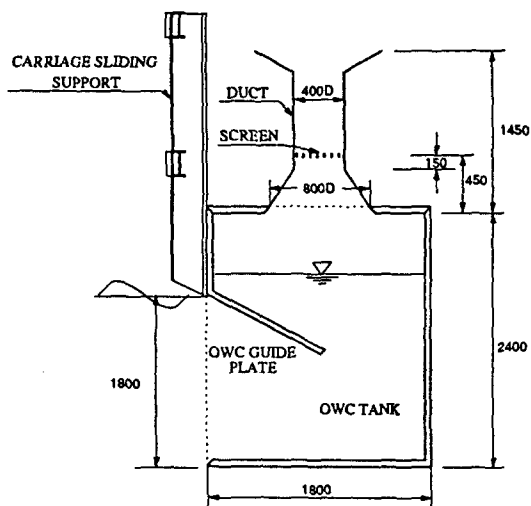 CARRIAGE SLIDING
SUPPORT
DUCT
400D
SCREEN
1450
150
450
800D
2400
1800
OWC GUIDE
PLATE
OWC TANK
1800